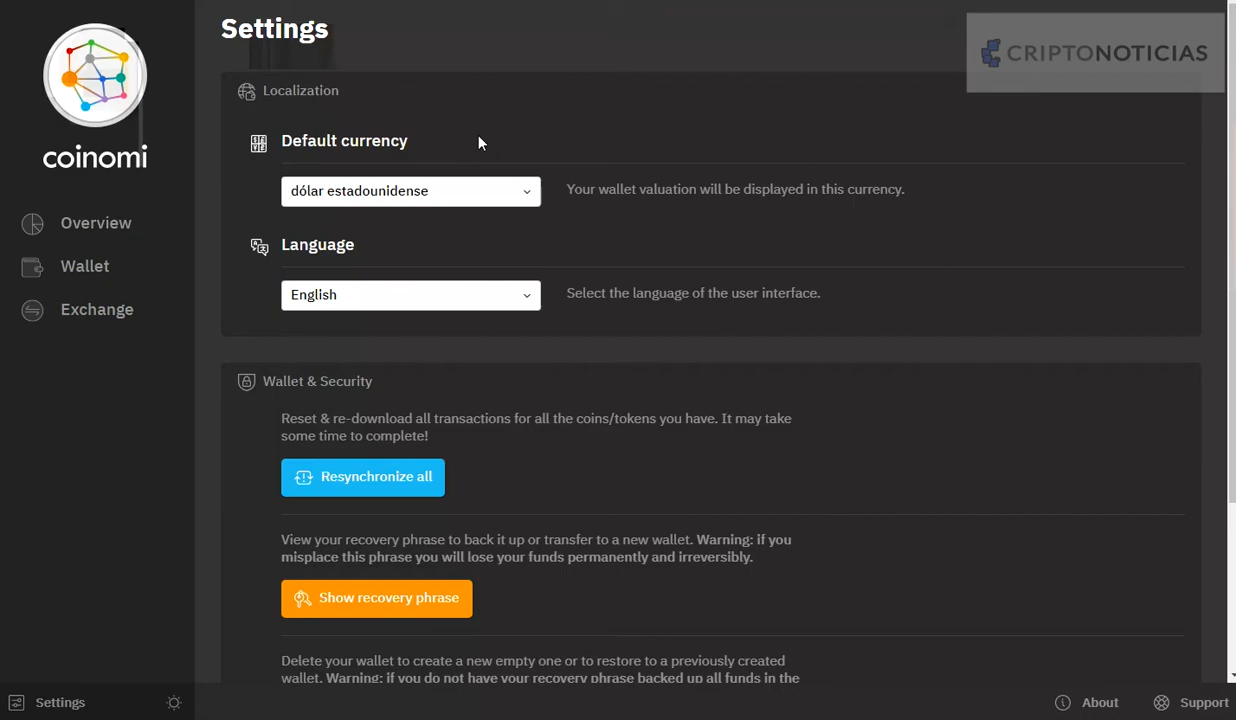 Settings
CRIPTONOTICIAS
coinomi
Overview
Wallet
Exchange
Localization
Default currency
dólar estadounidense
Your wallet valuation will be displayed in this currency.
Language
English
Select the language of the user interface.
Wallet & Security
Reset & re-download all transactions for all the coins/tokens you have. It may take
some time to complete!
Resynchronize all
View your recovery phrase to back it up or transfer to a new wallet. Warning: if you
misplace this phrase you will lose your funds permanently and irreversibly.
Show recovery phrase
Delete your wallet to create a new empty one or to restore to a previously created
wallet. Warning: if you do not have your recovery phrase backed up all funds in the
Settings
About
Support